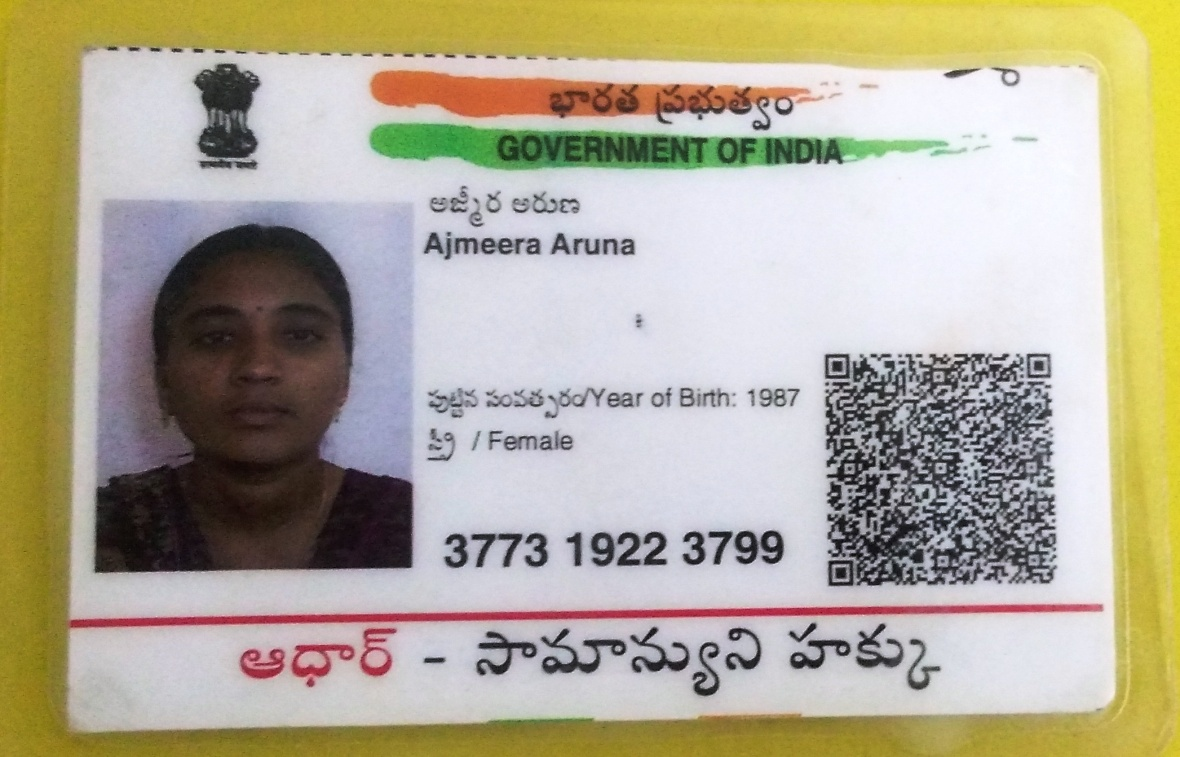 భారత ప్రభుత్వం
GOVERNMENT OF INDIA
అజ్మీర అరుణ
Ajmeera Aruna
పుట్టిన సంవత్సరం/Year of Birth: 1987
స్త్రీ / Female
3773 1922 3799
ఆధార్ - సామాన్యుని హక్కు